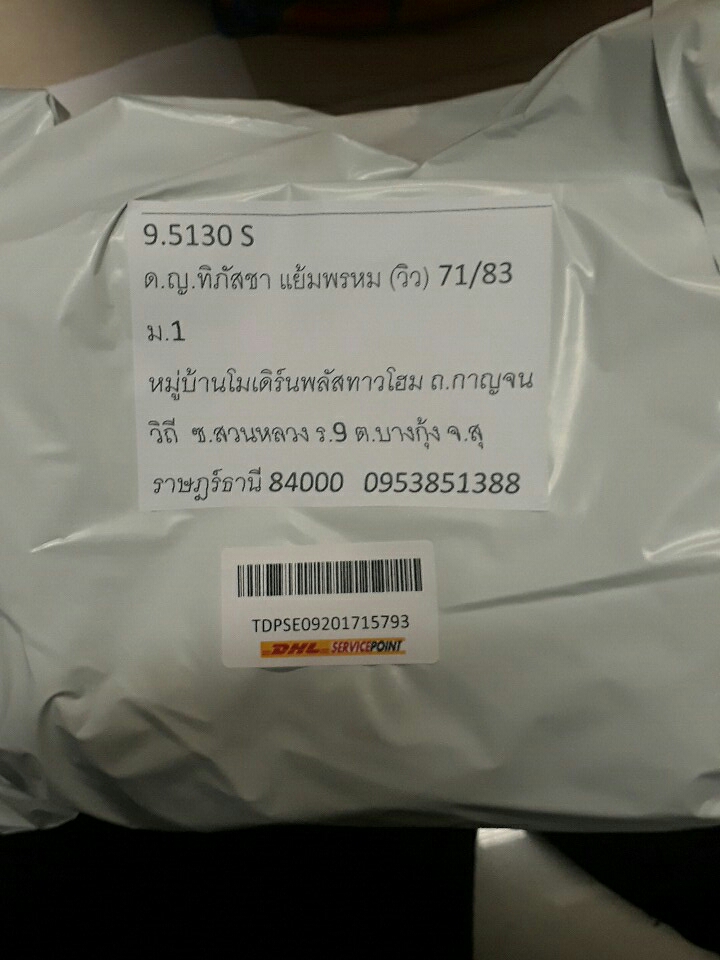 9.5130 S
ด.ญ.ทิภัสชา แย้มพรหม (วิว) 71/83
ม.1
หมู่บ้านโมเดิร์นพลัสทาวโฮม ถ.กาญจน
วิถี ซ.สวนหลวง ร.9 ต.บางกุ้ง จ.สุ
ราษฎร์ธานี 84000 0953851388
TDPSE09201715793
DHL SERVICEPOINT